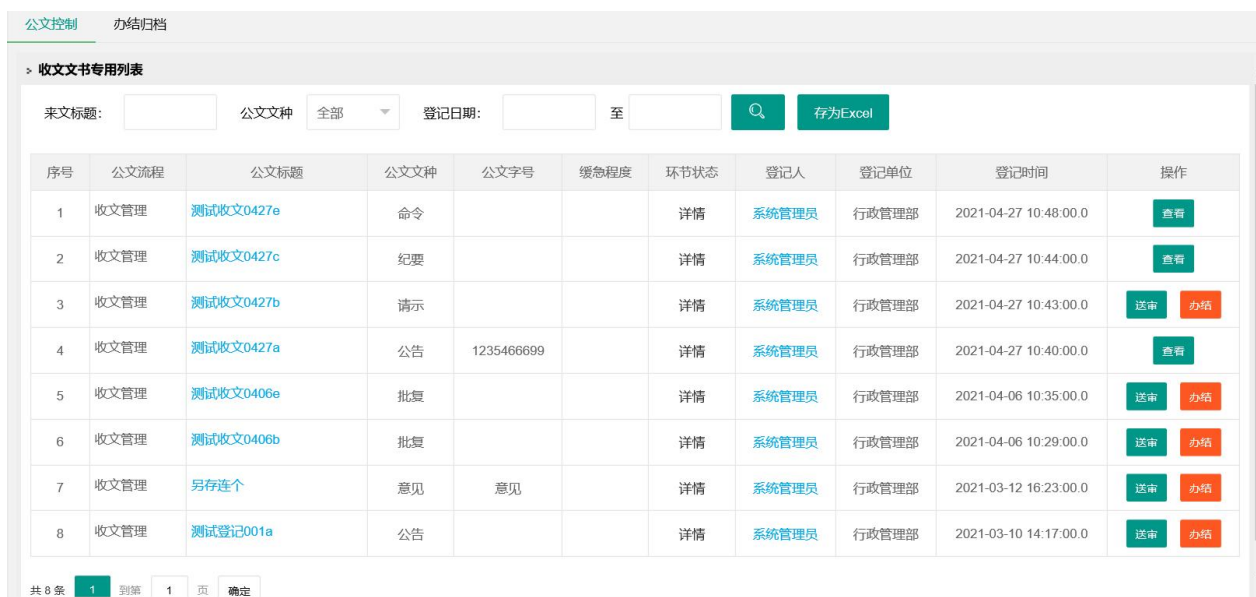 公文控制 办结归档
收文文书专用列表
来文标题: 公文文种 全部 登记日期: 至 存为Excel
序号 公文流程 公文标题 公文文种 公文字号 缓急程度 环节状态 登记人 登记单位 登记时间 操作
1 收文管理 测试收文0427e 命令 详情 系统管理员 行政管理部 2021-04-27 10:48:00.0 查看
2 收文管理 测试收文0427c 纪要 详情 系统管理员 行政管理部 2021-04-27 10:44:00.0 查看
3 收文管理 测试收文0427b 请示 详情 系统管理员 行政管理部 2021-04-27 10:43:00.0 送审 办结
4 收文管理 测试收文0427a 公告 1235466699 详情 系统管理员 行政管理部 2021-04-27 10:40:00.0 查看
5 收文管理 测试收文0406e 批复 详情 系统管理员 行政管理部 2021-04-06 10:35:00.0 送审 办结
6 收文管理 测试收文0406b 批复 详情 系统管理员 行政管理部 2021-04-06 10:29:00.0 送审 办结
7 收文管理 另存连个 意见 意见 详情 系统管理员 行政管理部 2021-03-12 16:23:00.0 送审 办结
8 收文管理 测试登记001a 公告 详情 系统管理员 行政管理部 2021-03-10 14:17:00.0 送审 办结
共 8 条 1 到第 1 页 确定